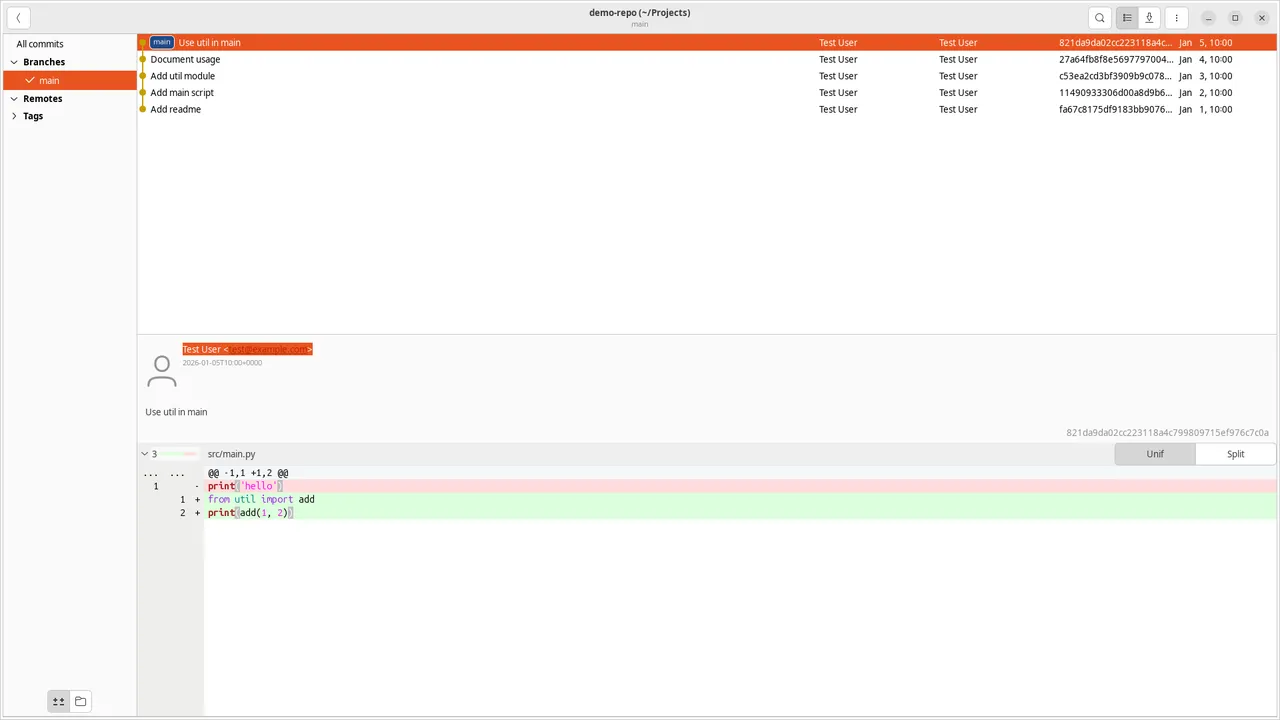 demo-repo (~/Projects)
main
All commits
Branches
main
Remotes
Tags
main Use util in main Test User Test User 821da9da02cc223118a4c... Jan 5, 10:00
Document usage Test User Test User 27a64fb8f8e5697797004... Jan 4, 10:00
Add util module Test User Test User c53ea2cd3bf3909b9c078... Jan 3, 10:00
Add main script Test User Test User 11490933306d00a8d9b6... Jan 2, 10:00
Add readme Test User Test User fa67c8175df9183bb9076... Jan 1, 10:00
Test User <test@example.com>
2026-01-05T10:00+0000
Use util in main
821da9da02cc223118a4c799809715ef976c7c0a
3 src/main.py Unif Split
... ... @@ -1,1 +1,2 @@
1 - print('hello')
1 + from util import add
2 + print(add(1, 2))